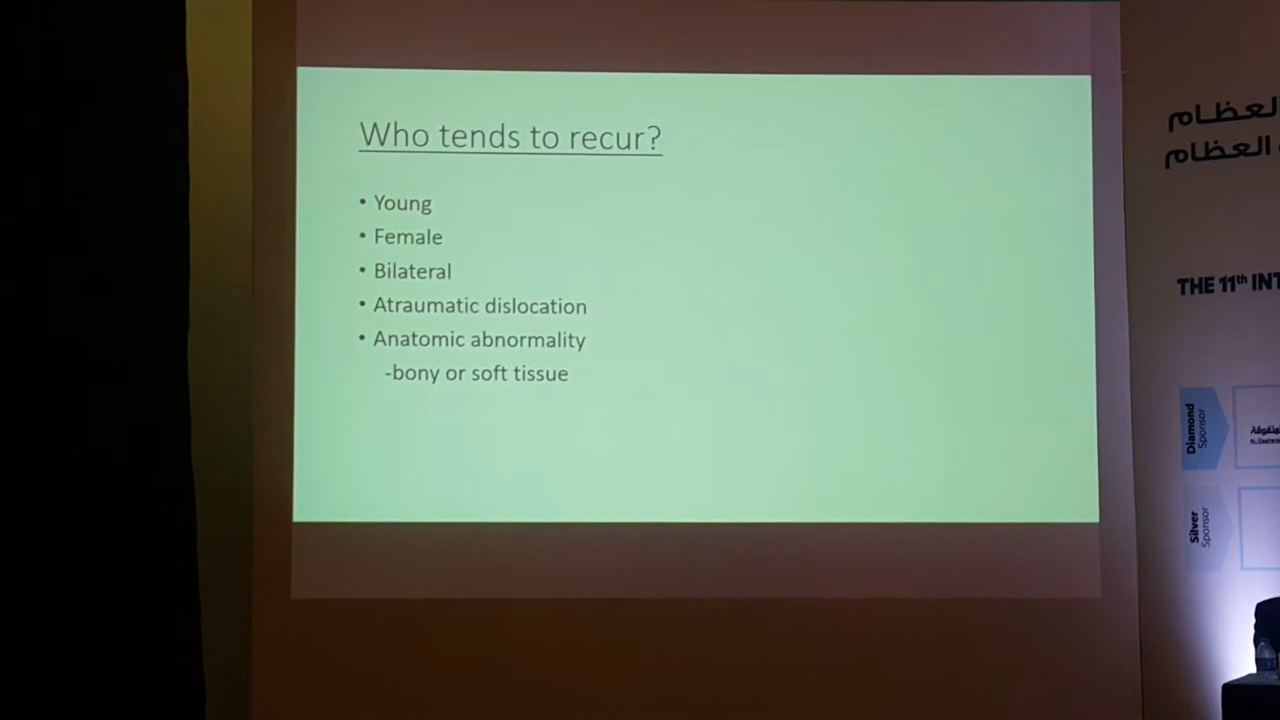 Who tends to recur?
• Young
• Female
• Bilateral
• Atraumatic dislocation
• Anatomic abnormality
-bony or soft tissue
العظام
العظام
THE 11th INT
Diamond
Sponsor
Silver
Sponsor